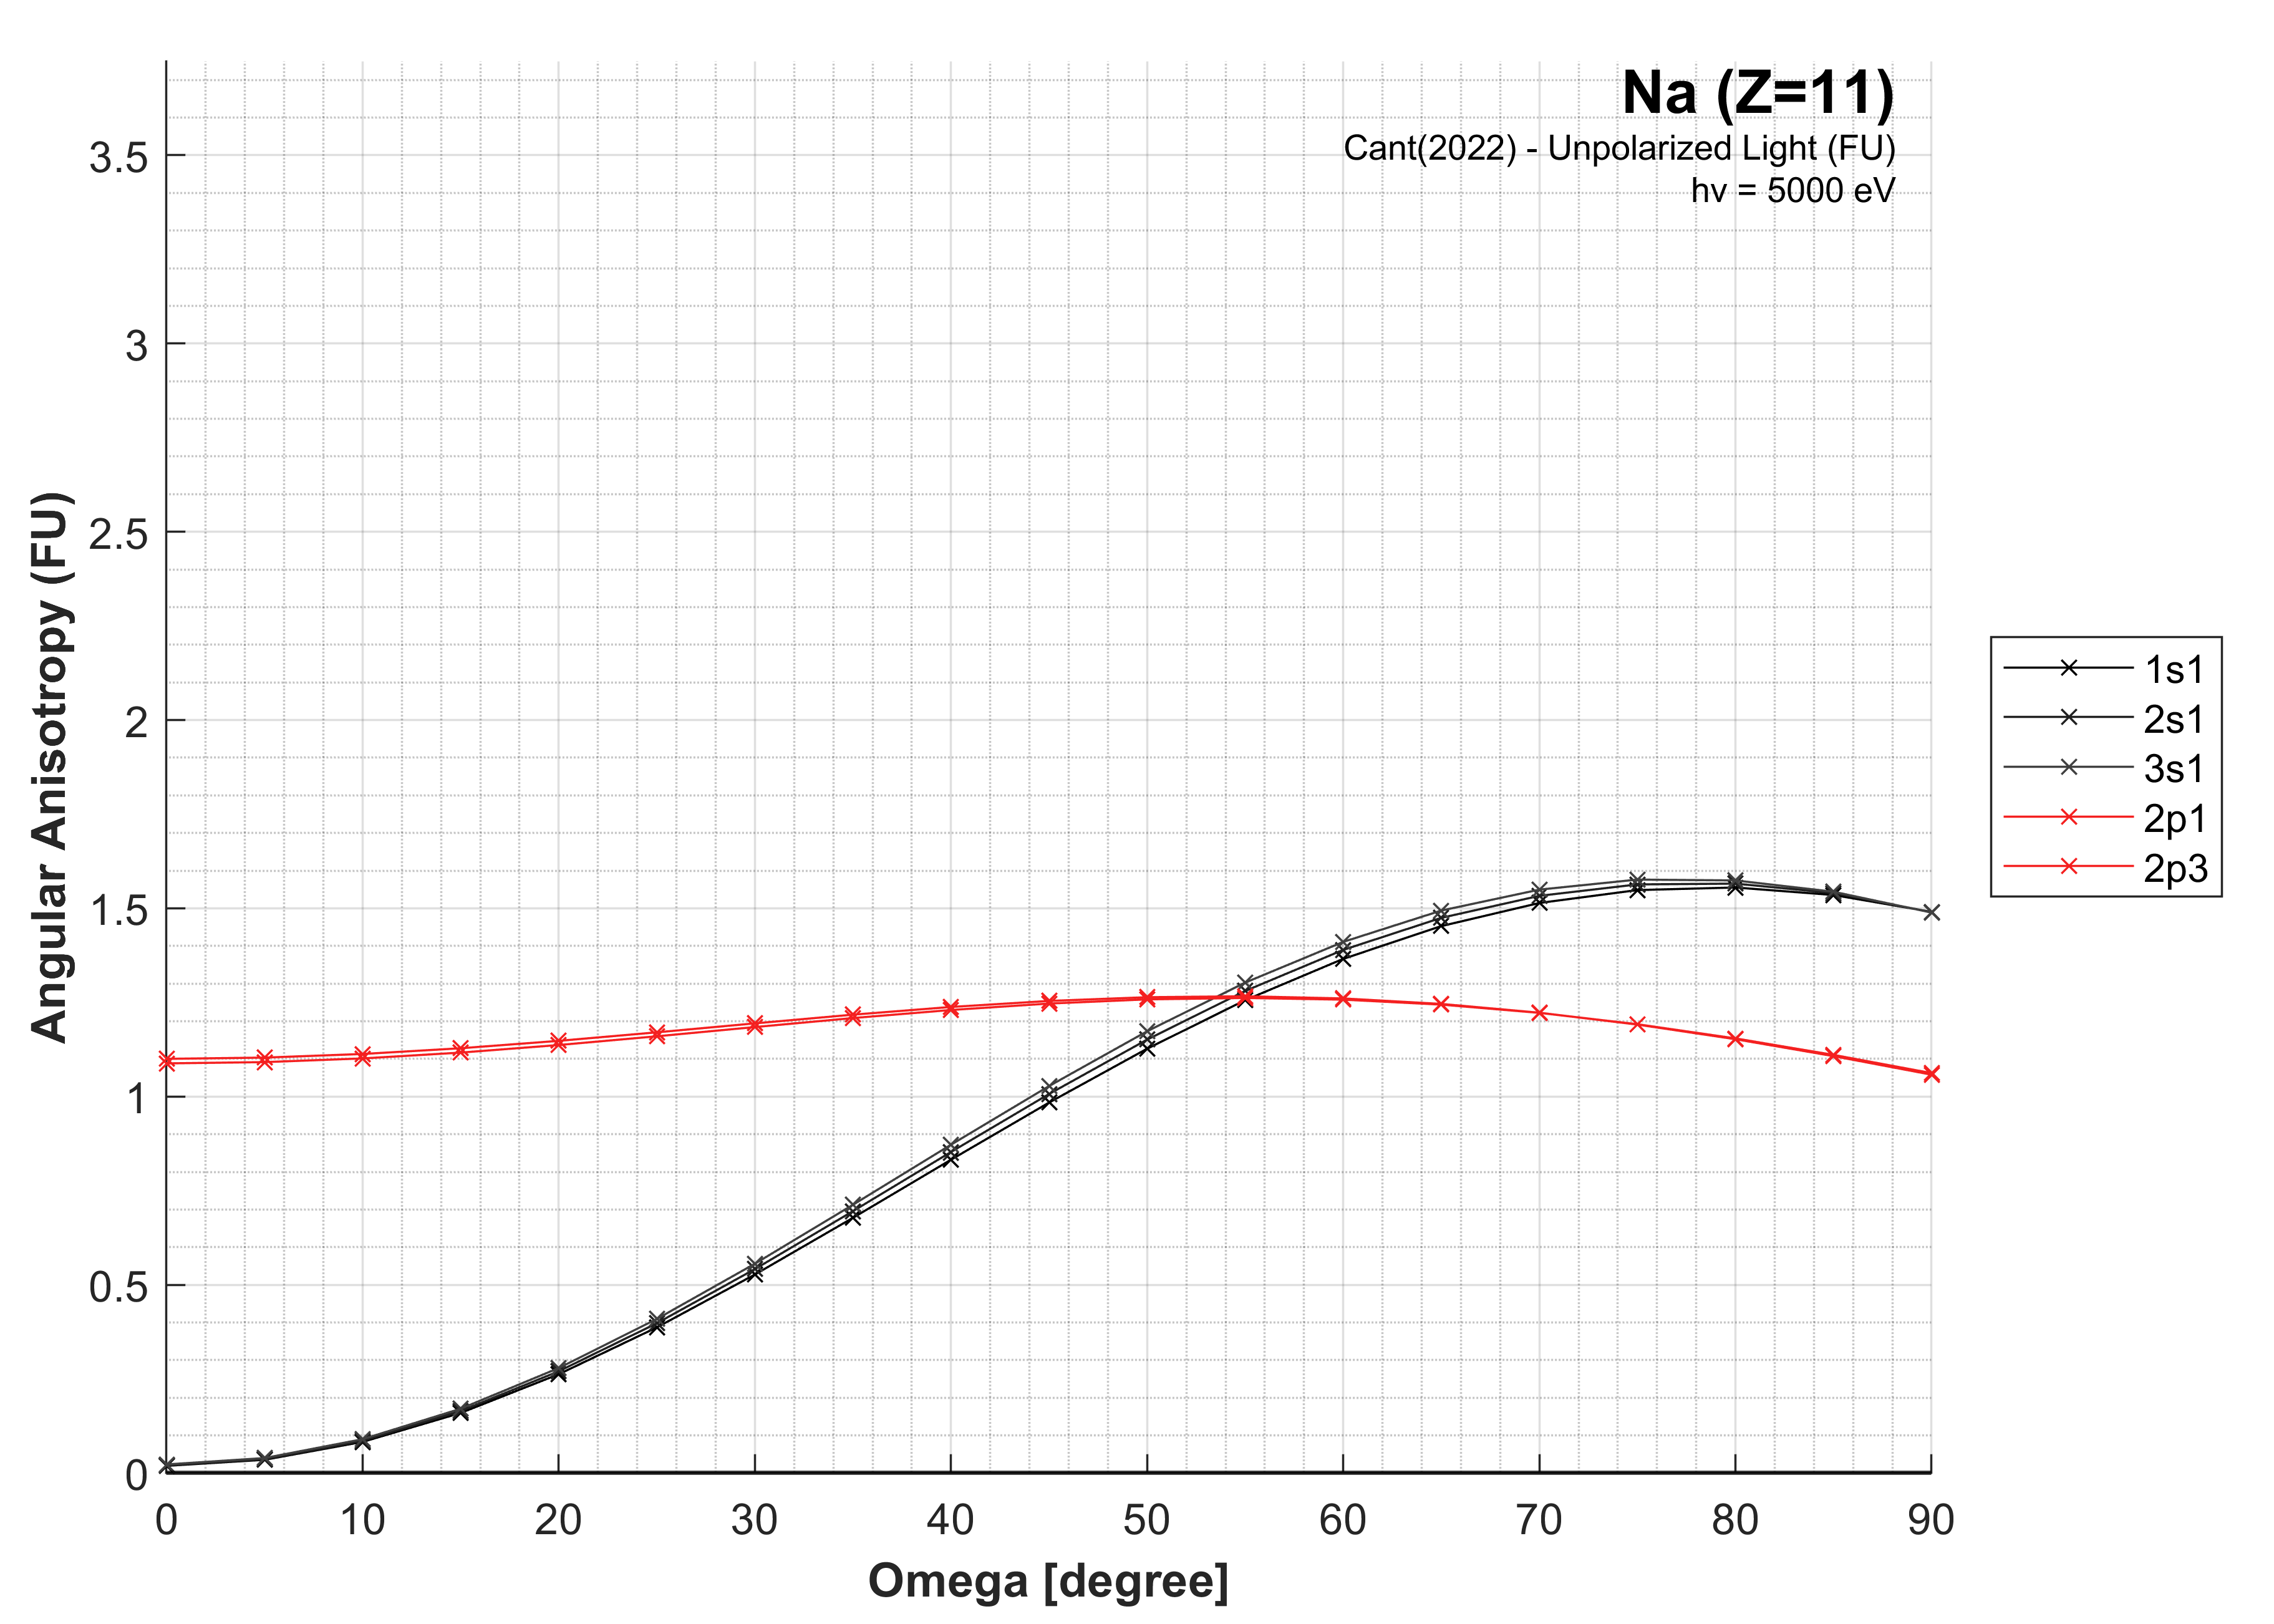 Na (Z=11)
Cant(2022) - Unpolarized Light (FU)
hv = 5000 eV
Angular Anisotropy (FU)
3.5
3
2.5
2
1.5
1
0.5
0
0 10 20 30 40 50 60 70 80 90
Omega [degree]
1s1
2s1
3s1
2p1
2p3